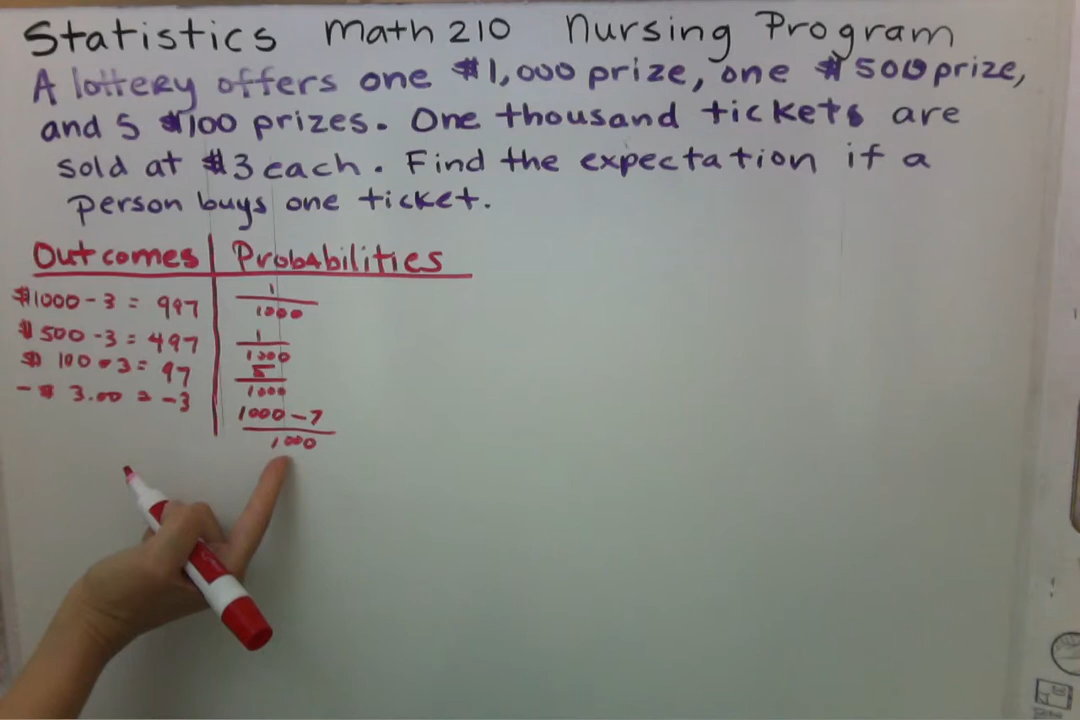 Statistics Math 210 Nursing Program
A lottery offers one $1,000 prize, one $500 prize,
and 5 $100 prizes. One thousand tickets are
sold at $3 each. Find the expectation if a
person buys one ticket.
Outcomes | Probabilities
$1000 - 3 = 997 1/1000
$500 - 3 = 497 1/1000
$100 - 3 = 97 5/1000
-$ 3.00 = -3 1000 - 7/1000